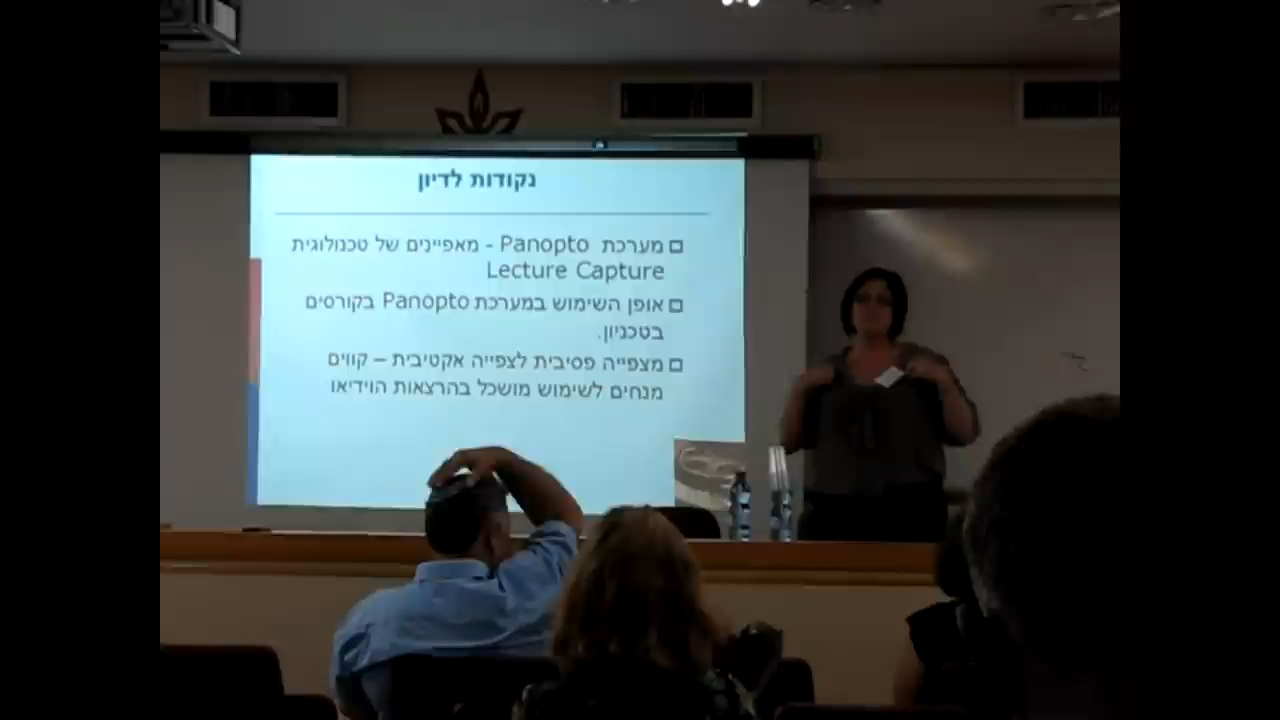 נקודות לדיון
מערכת Panopto - מאפיינים של טכנולוגית
Lecture Capture
אופן השימוש במערכת Panopto בקורסים
בטכניון.
מצפייה פסיבית לצפייה אקטיבית – קווים
מנחים לשימוש מושכל בהרצאות הוידיאו